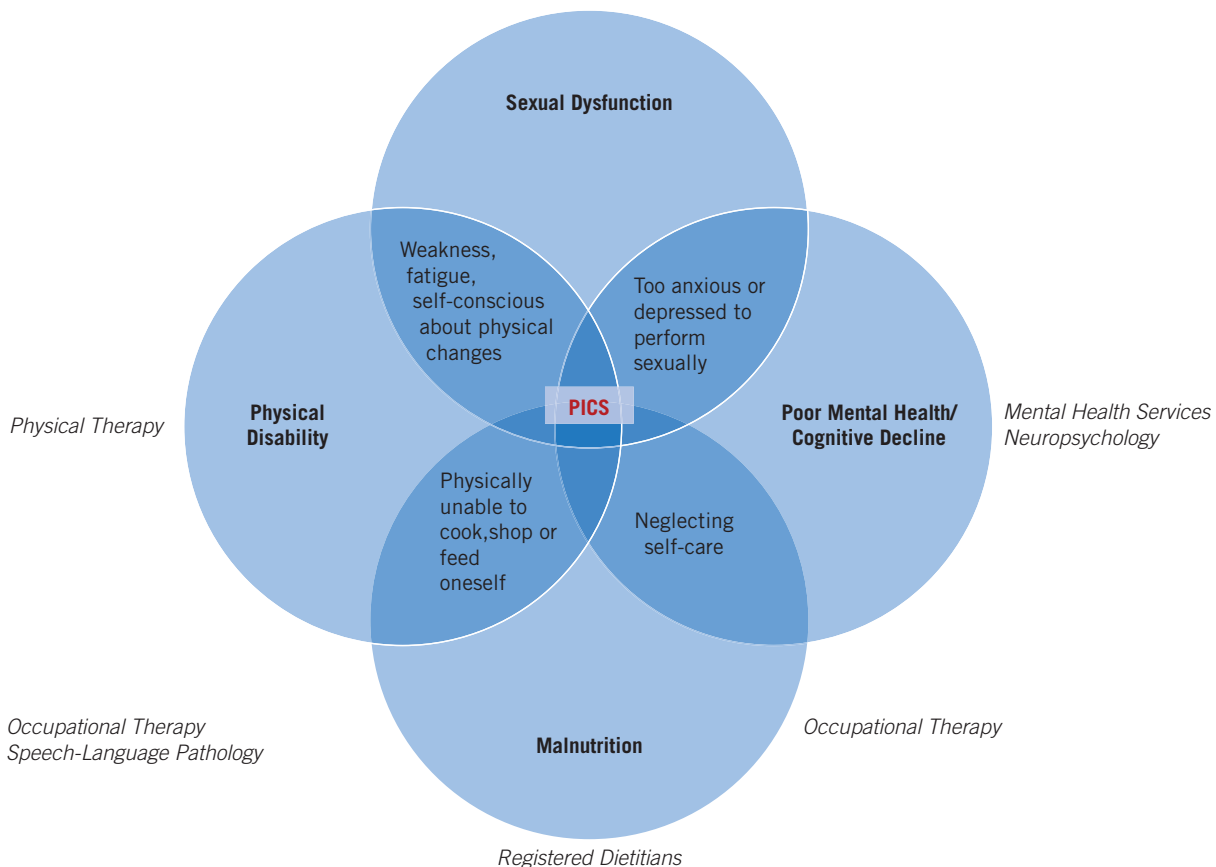 Sexual Dysfunction
Weakness,
fatigue,
self-conscious
about physical
changes
Too anxious or
depressed to
perform
sexually
PICS
Physical Therapy
Physical
Disability
Poor Mental Health/
Cognitive Decline
Mental Health Services
Neuropsychology
Physically
unable to
cook,shop or
feed
oneself
Neglecting
self-care
Occupational Therapy
Speech-Language Pathology
Malnutrition
Occupational Therapy
Registered Dietitians